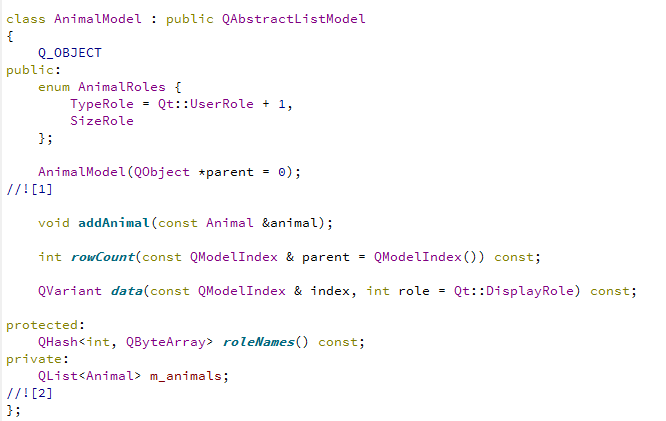 class AnimalModel : public QAbstractListModel
{
    Q_OBJECT
public:
    enum AnimalRoles {
        TypeRole = Qt::UserRole + 1,
        SizeRole
    };

    AnimalModel(QObject *parent = 0);
//![1]

    void addAnimal(const Animal &animal);

    int rowCount(const QModelIndex & parent = QModelIndex()) const;

    QVariant data(const QModelIndex & index, int role = Qt::DisplayRole) const;

protected:
    QHash<int, QByteArray> roleNames() const;
private:
    QList<Animal> m_animals;
//![2]
};